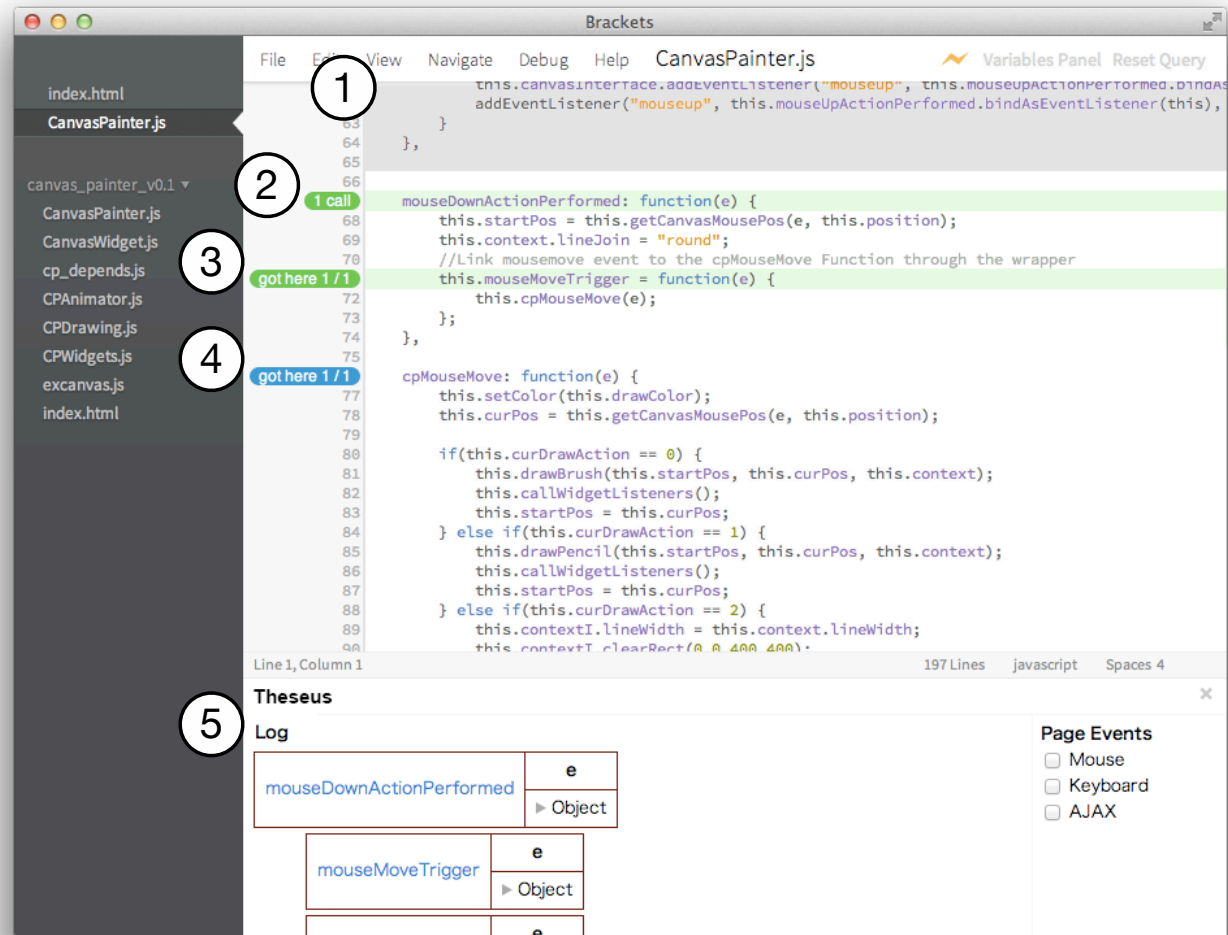 Brackets
File Edit View Navigate Debug Help CanvasPainter.js Variables Panel Reset Query
1
index.html
CanvasPainter.js
canvas_painter_v0.1
CanvasPainter.js
CanvasWidget.js
cp_depends.js
CPAnimator.js
CPDrawing.js
CPWidgets.js
excanvas.js
index.html
2
3
4
this.canvasInterface.addEventListener("mouseup", this.mouseUpActionPerformed.bindAs
addEventListener("mouseup", this.mouseUpActionPerformed.bindAsEventListener(this),
63 }
64 },
65
66
1 call mouseDownActionPerformed: function(e) {
68 this.startPos = this.getCanvasMousePos(e, this.position);
69 this.context.lineJoin = "round";
70 //Link mousemove event to the cpMouseMove Function through the wrapper
got here 1 / 1 this.mouseMoveTrigger = function(e) {
72 this.cpMouseMove(e);
73 };
74 },
75
got here 1 / 1 cpMouseMove: function(e) {
77 this.setColor(this.drawColor);
78 this.curPos = this.getCanvasMousePos(e, this.position);
79
80 if(this.curDrawAction == 0) {
81 this.drawBrush(this.startPos, this.curPos, this.context);
82 this.callWidgetListeners();
83 this.startPos = this.curPos;
84 } else if(this.curDrawAction == 1) {
85 this.drawPencil(this.startPos, this.curPos, this.context);
86 this.callWidgetListeners();
87 this.startPos = this.curPos;
88 } else if(this.curDrawAction == 2) {
89 this.contextI.lineWidth = this.context.lineWidth;
90 this.contextI.clearRect(0,0,400,400);
Line 1, Column 1 197 Lines javascript Spaces 4
Theseus
5
Log
mouseDownActionPerformed
e
Object
mouseMoveTrigger
e
Object
e
Page Events
Mouse
Keyboard
AJAX